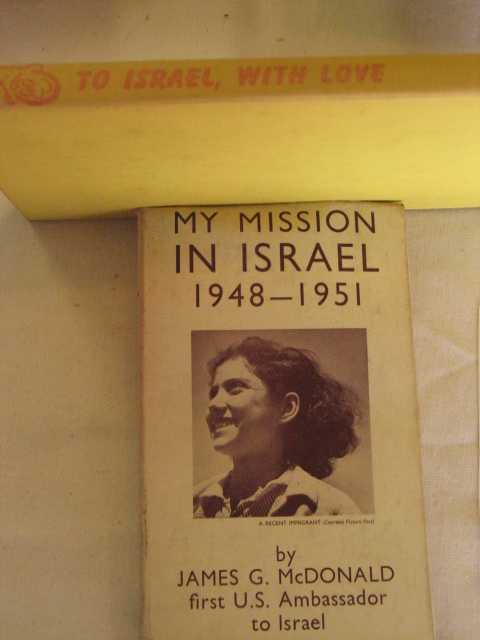 TO ISRAEL, WITH LOVE
MY MISSION
IN ISRAEL
1948—1951
A RECENT IMMIGRANT (Courtesy Picture Post)
by
JAMES G. McDONALD
first U.S. Ambassador
to Israel